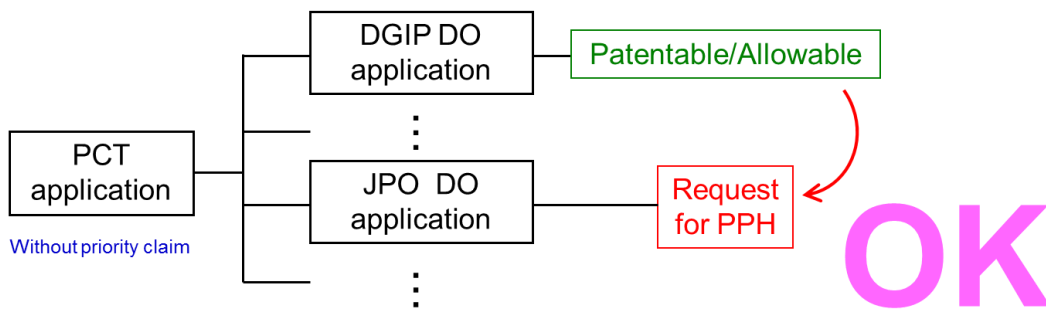 DGIP DO
application
Patentable/Allowable
PCT
application
Without priority claim
JPO DO
application
Request
for PPH
OK